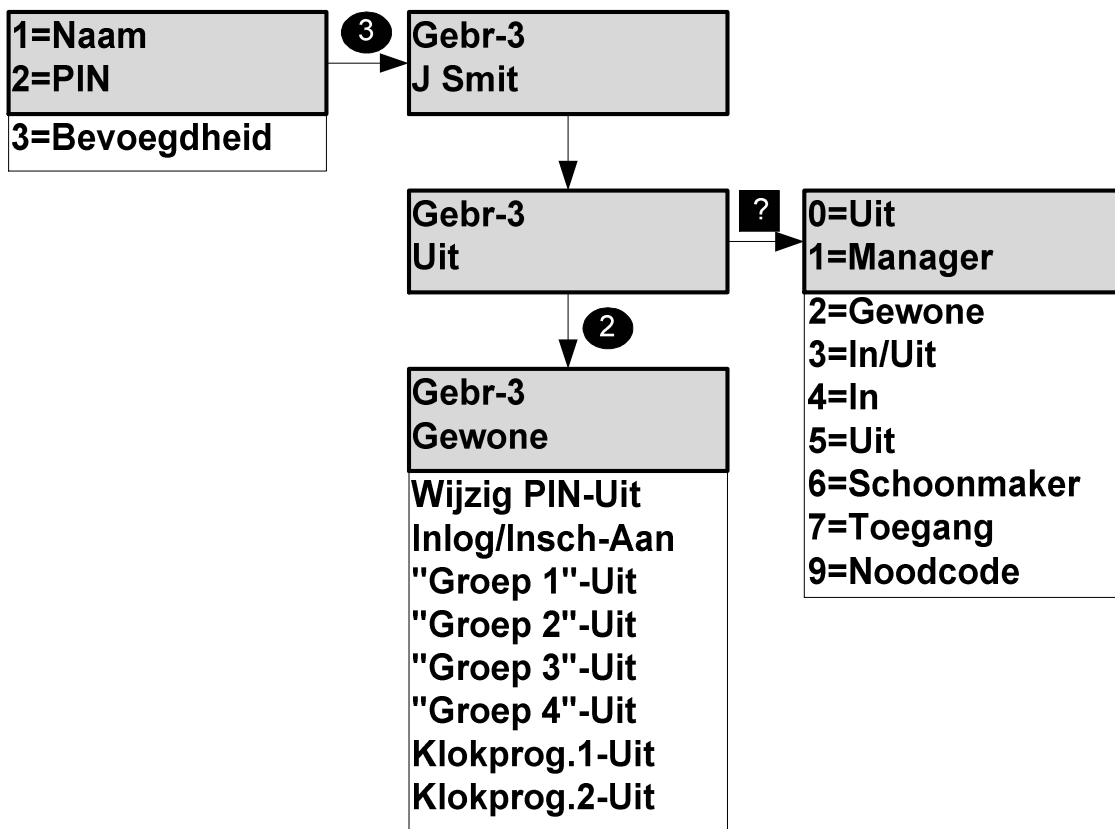 1=Naam
2=PIN
3=Bevoegdheid
3
Gebr-3
J Smit
Gebr-3
Uit
?
0=Uit
1=Manager
2=Gewone
3=In/Uit
4=In
5=Uit
6=Schoonmaker
7=Toegang
9=Noodcode
2
Gebr-3
Gewone
Wijzig PIN-Uit
Inlog/Insch-Aan
"Groep 1"-Uit
"Groep 2"-Uit
"Groep 3"-Uit
"Groep 4"-Uit
Klokprog.1-Uit
Klokprog.2-Uit